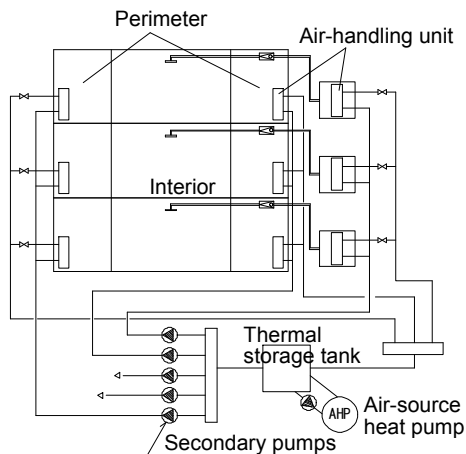 Perimeter
Air-handling unit
Interior
Thermal
storage tank
AHP
Air-source
heat pump
Secondary pumps